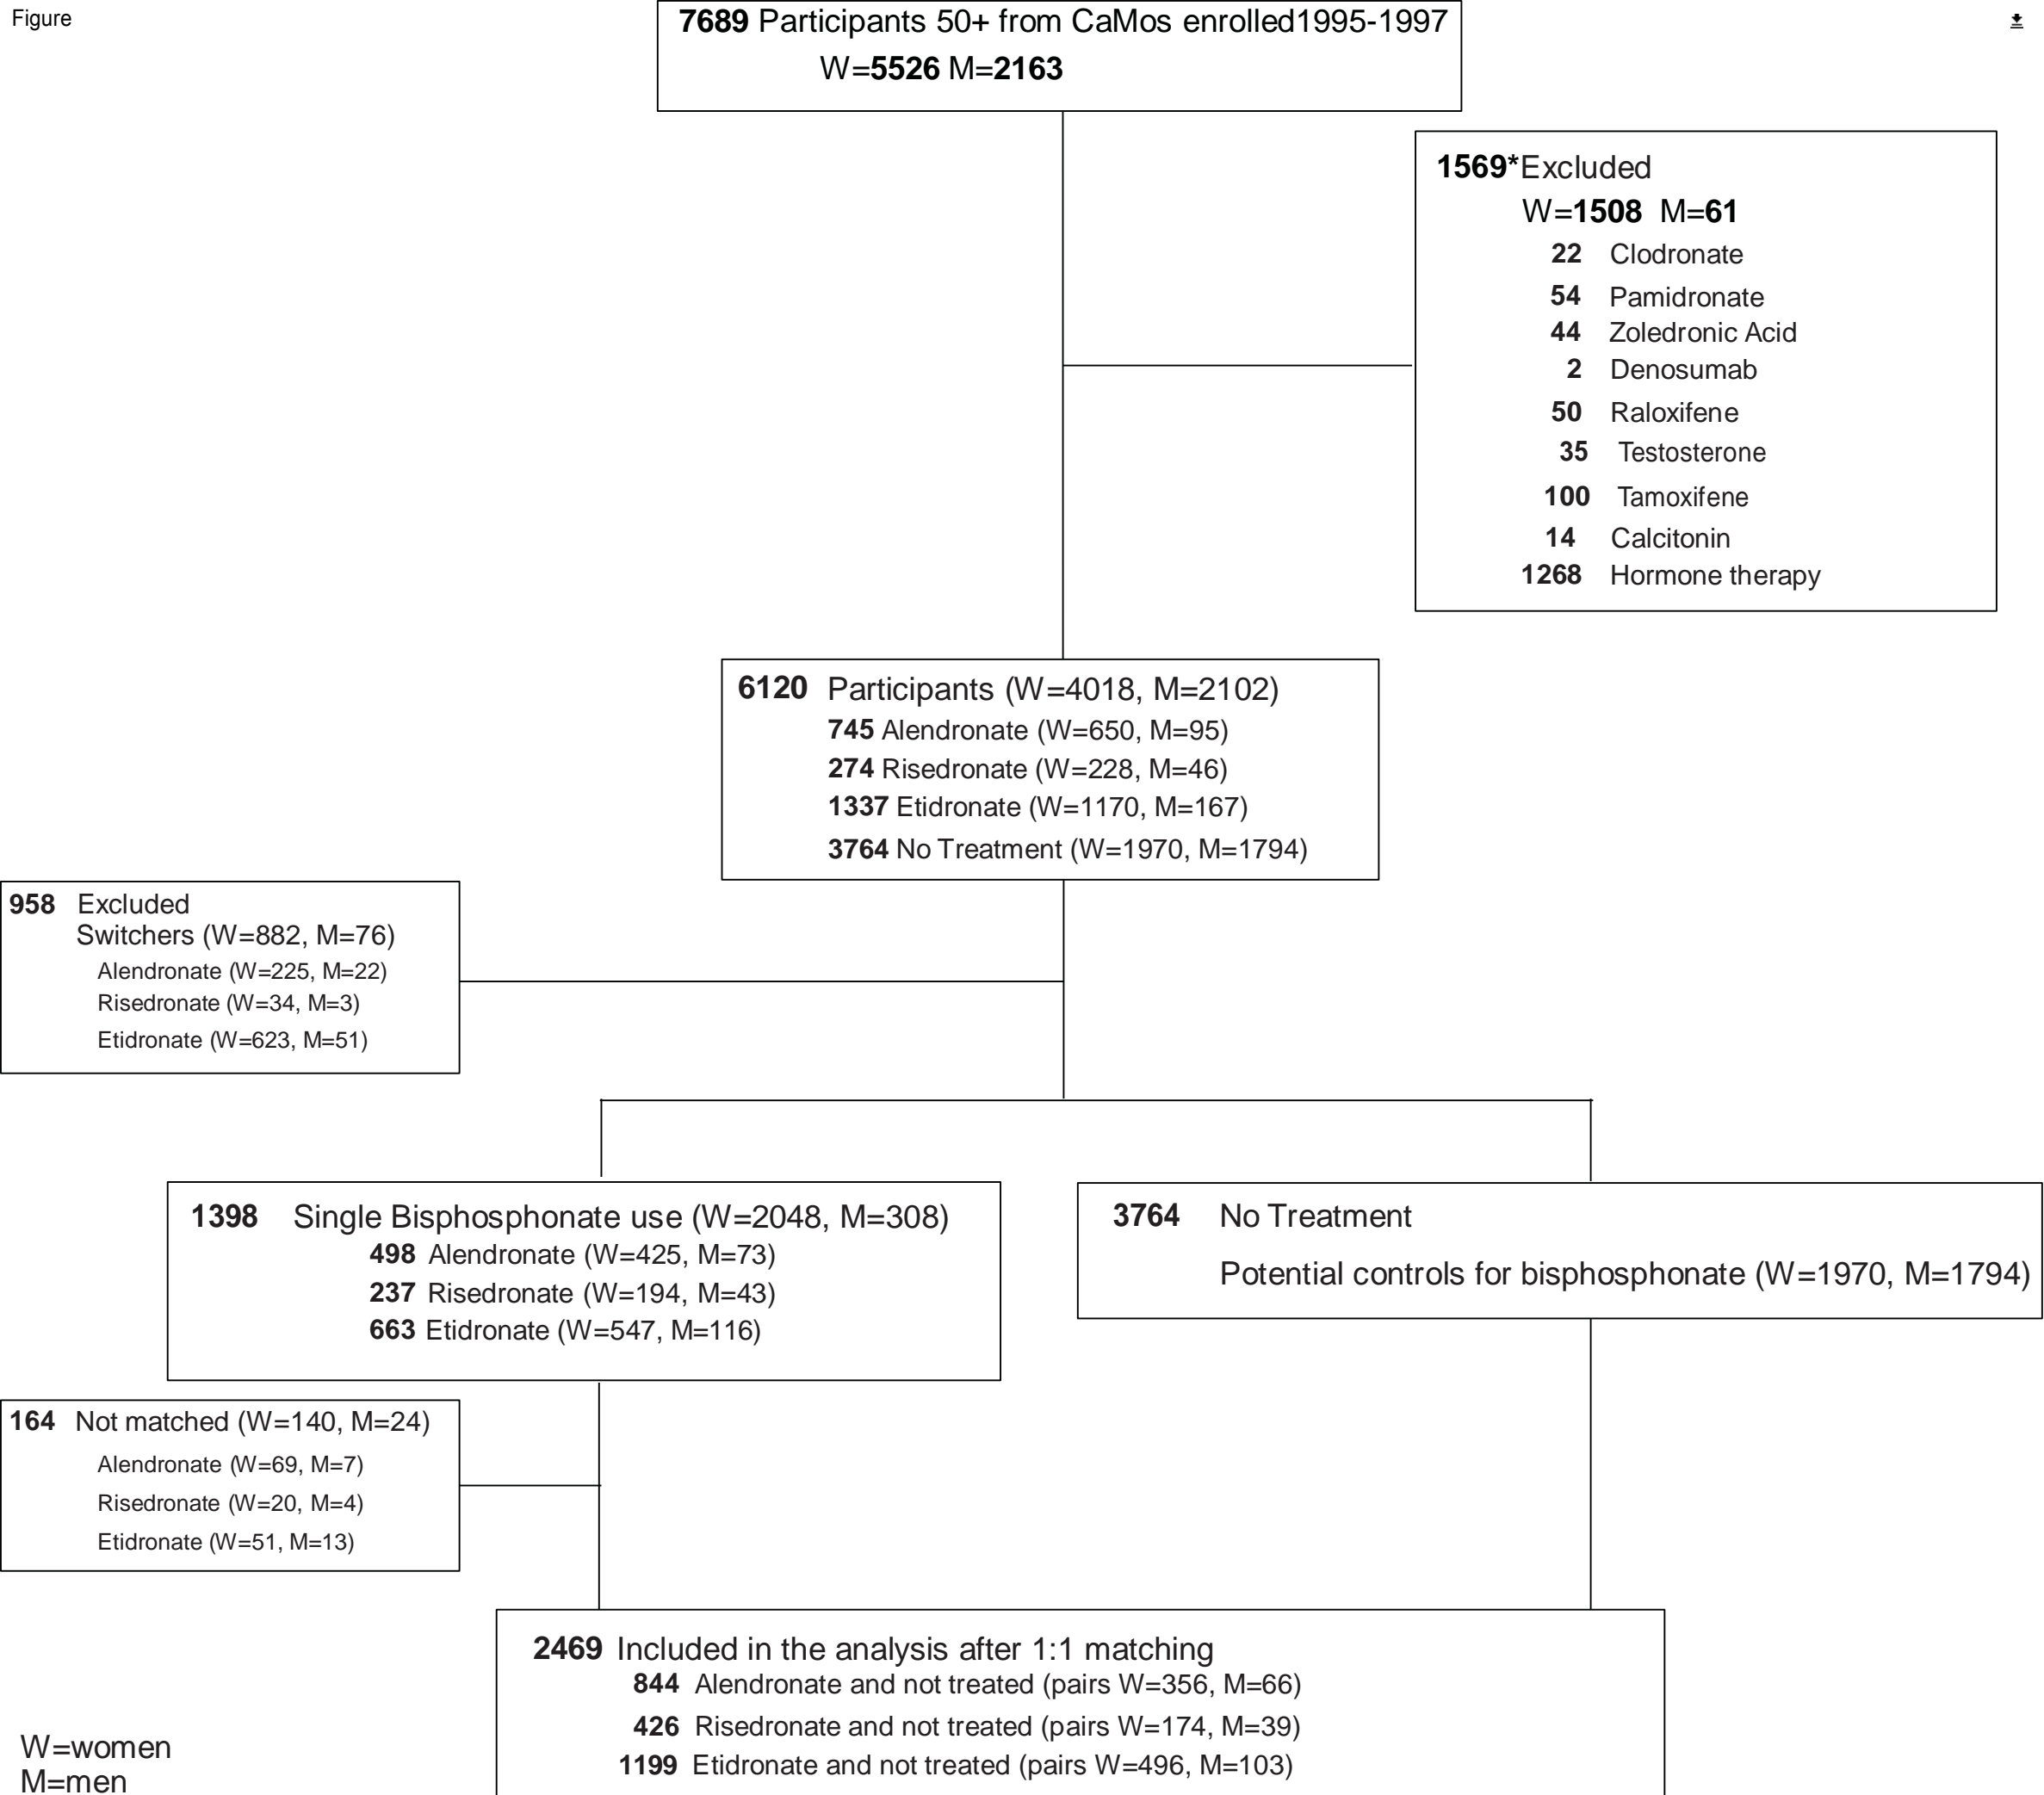 Figure
7689 Participants 50+ from CaMos enrolled1995-1997
W=5526 M=2163
1569*Excluded
W=1508 M=61
22 Clodronate
54 Pamidronate
44 Zoledronic Acid
2 Denosumab
50 Raloxifene
35 Testosterone
100 Tamoxifene
14 Calcitonin
1268 Hormone therapy
6120 Participants (W=4018, M=2102)
745 Alendronate (W=650, M=95)
274 Risedronate (W=228, M=46)
1337 Etidronate (W=1170, M=167)
3764 No Treatment (W=1970, M=1794)
958 Excluded
Switchers (W=882, M=76)
Alendronate (W=225, M=22)
Risedronate (W=34, M=3)
Etidronate (W=623, M=51)
1398 Single Bisphosphonate use (W=2048, M=308)
498 Alendronate (W=425, M=73)
237 Risedronate (W=194, M=43)
663 Etidronate (W=547, M=116)
3764 No Treatment
Potential controls for bisphosphonate (W=1970, M=1794)
164 Not matched (W=140, M=24)
Alendronate (W=69, M=7)
Risedronate (W=20, M=4)
Etidronate (W=51, M=13)
2469 Included in the analysis after 1:1 matching
844 Alendronate and not treated (pairs W=356, M=66)
426 Risedronate and not treated (pairs W=174, M=39)
1199 Etidronate and not treated (pairs W=496, M=103)
W=women
M=men